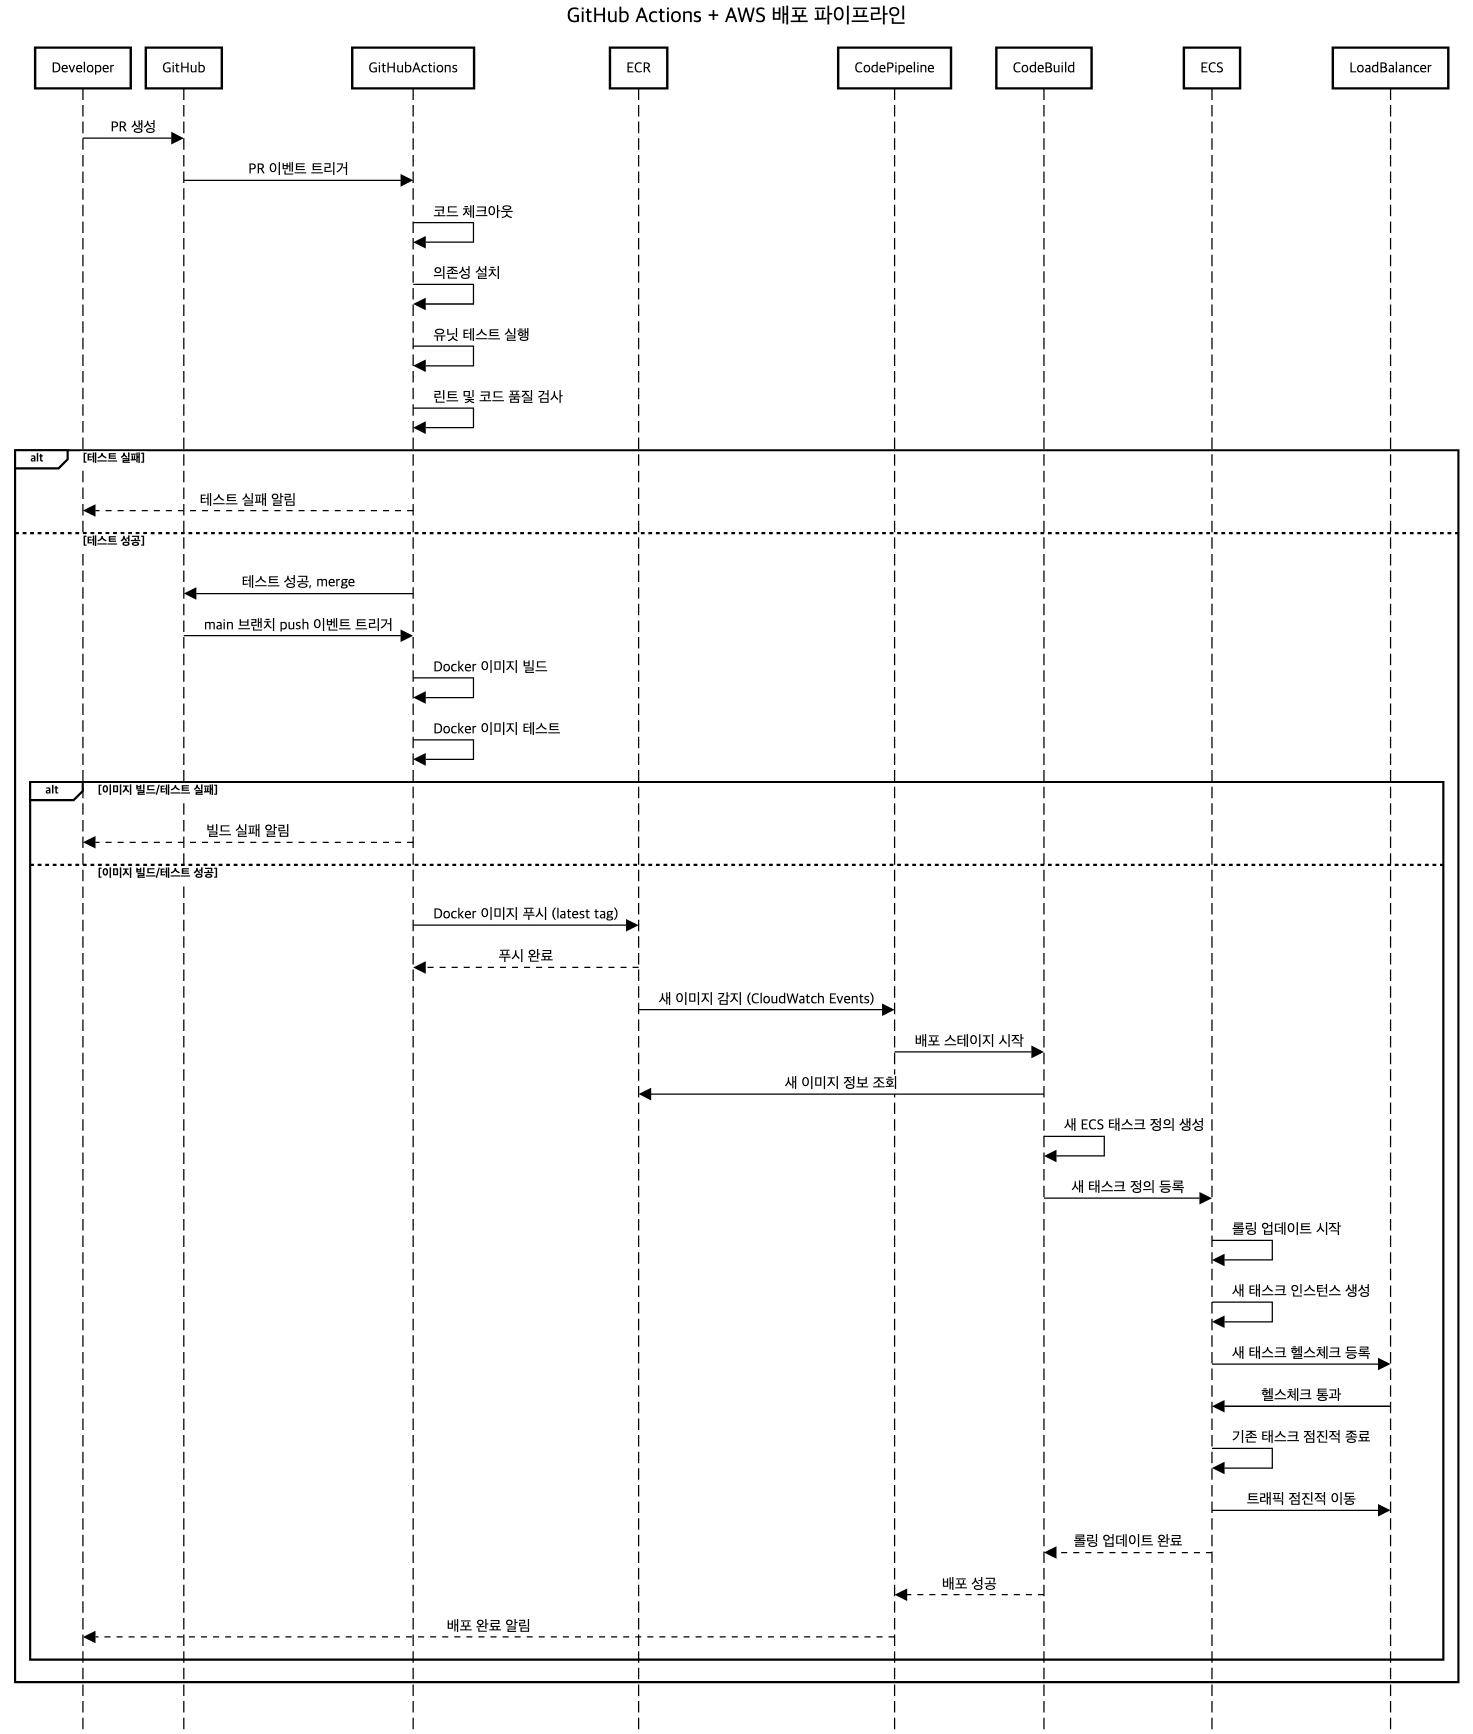 GitHub Actions + AWS 배포 파이프라인
Developer
GitHub
GitHubActions
ECR
CodePipeline
CodeBuild
ECS
LoadBalancer
PR 생성
PR 이벤트 트리거
코드 체크아웃
의존성 설치
유닛 테스트 실행
린트 및 코드 품질 검사
alt
[테스트 실패]
테스트 실패 알림
[테스트 성공]
테스트 성공, merge
main 브랜치 push 이벤트 트리거
Docker 이미지 빌드
Docker 이미지 테스트
alt
[이미지 빌드/테스트 실패]
빌드 실패 알림
[이미지 빌드/테스트 성공]
Docker 이미지 푸시 (latest tag)
푸시 완료
새 이미지 감지 (CloudWatch Events)
배포 스테이지 시작
새 이미지 정보 조회
새 ECS 태스크 정의 생성
새 태스크 정의 등록
롤링 업데이트 시작
새 태스크 인스턴스 생성
새 태스크 헬스체크 등록
헬스체크 통과
기존 태스크 점진적 종료
트래픽 점진적 이동
롤링 업데이트 완료
배포 성공
배포 완료 알림